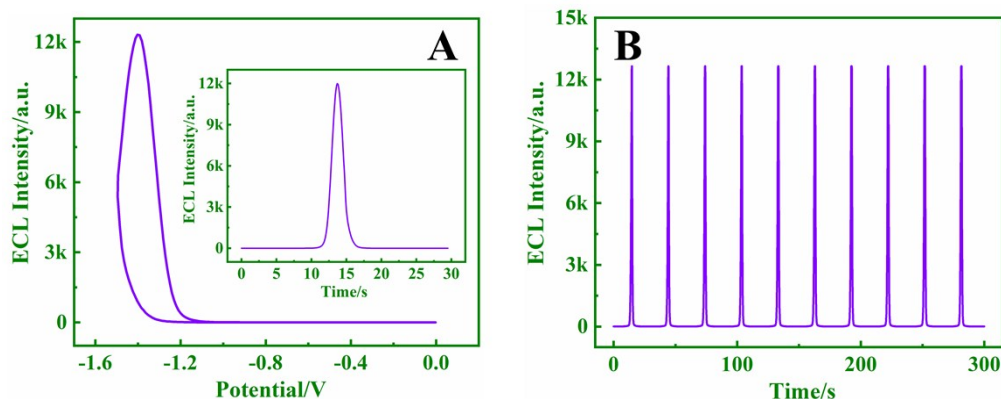 A
ECL Intensity/a.u.
12k
9k
6k
3k
0
-1.6
-1.2
-0.8
-0.4
0.0
Potential/V
ECL Intensity/a.u.
12k
9k
6k
3k
0
0
5
10
15
20
25
30
Time/s
B
ECL Intensity/a.u.
15k
12k
9k
6k
3k
0
0
100
200
300
Time/s